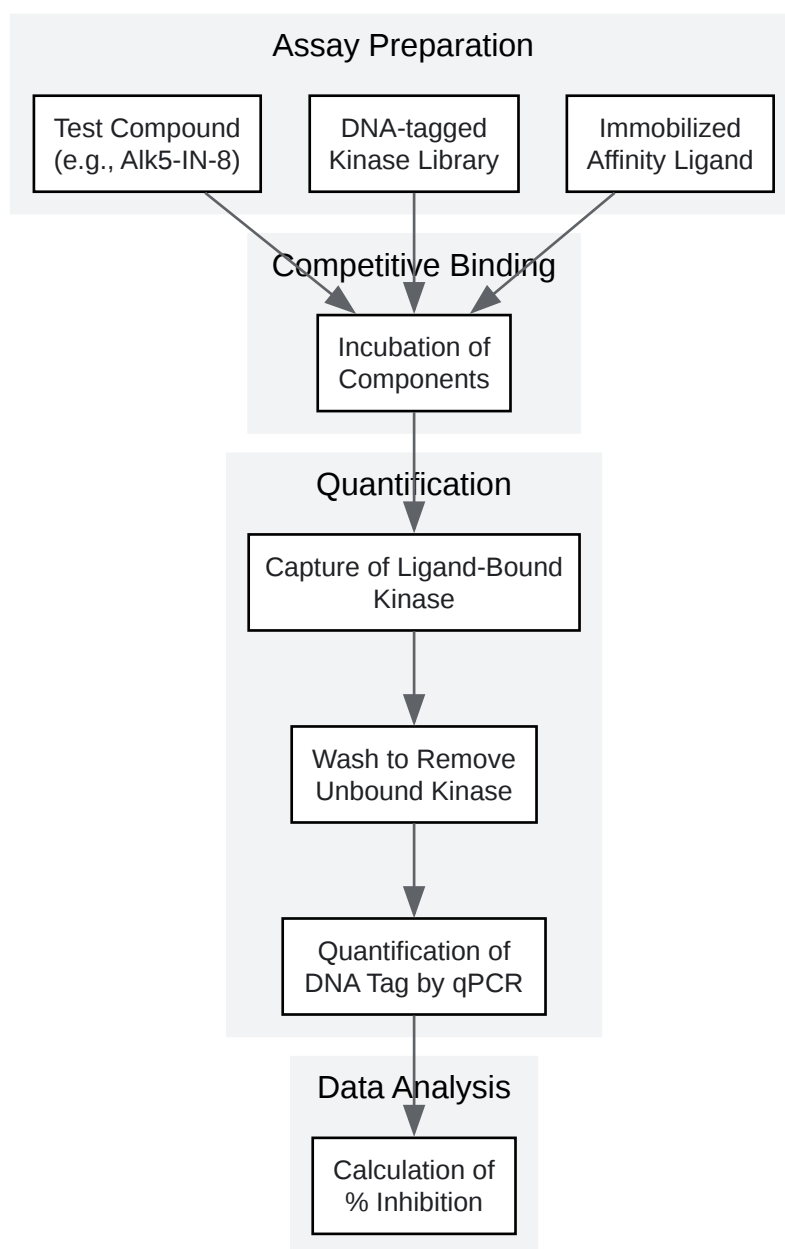 Assay Preparation
Test Compound
(e.g., Alk5-IN-8)
DNA-tagged
Kinase Library
Immobilized
Affinity Ligand
Competitive Binding
Incubation of
Components
Quantification
Capture of Ligand-Bound
Kinase
Wash to Remove
Unbound Kinase
Quantification of
DNA Tag by qPCR
Data Analysis
Calculation of
% Inhibition